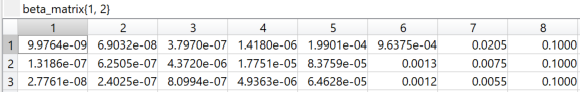 beta_matrix{1, 2}
1 2 3 4 5 6 7 8
1 9.9764e-09 6.9032e-08 3.7970e-07 1.4180e-06 1.9901e-04 9.6375e-04 0.0205 0.1000
2 1.3186e-07 6.2505e-07 4.3720e-06 1.7751e-05 8.3759e-05 0.0013 0.0075 0.1000
3 2.7761e-08 2.4025e-07 8.0994e-07 4.9363e-06 6.4628e-05 0.0012 0.0055 0.1000